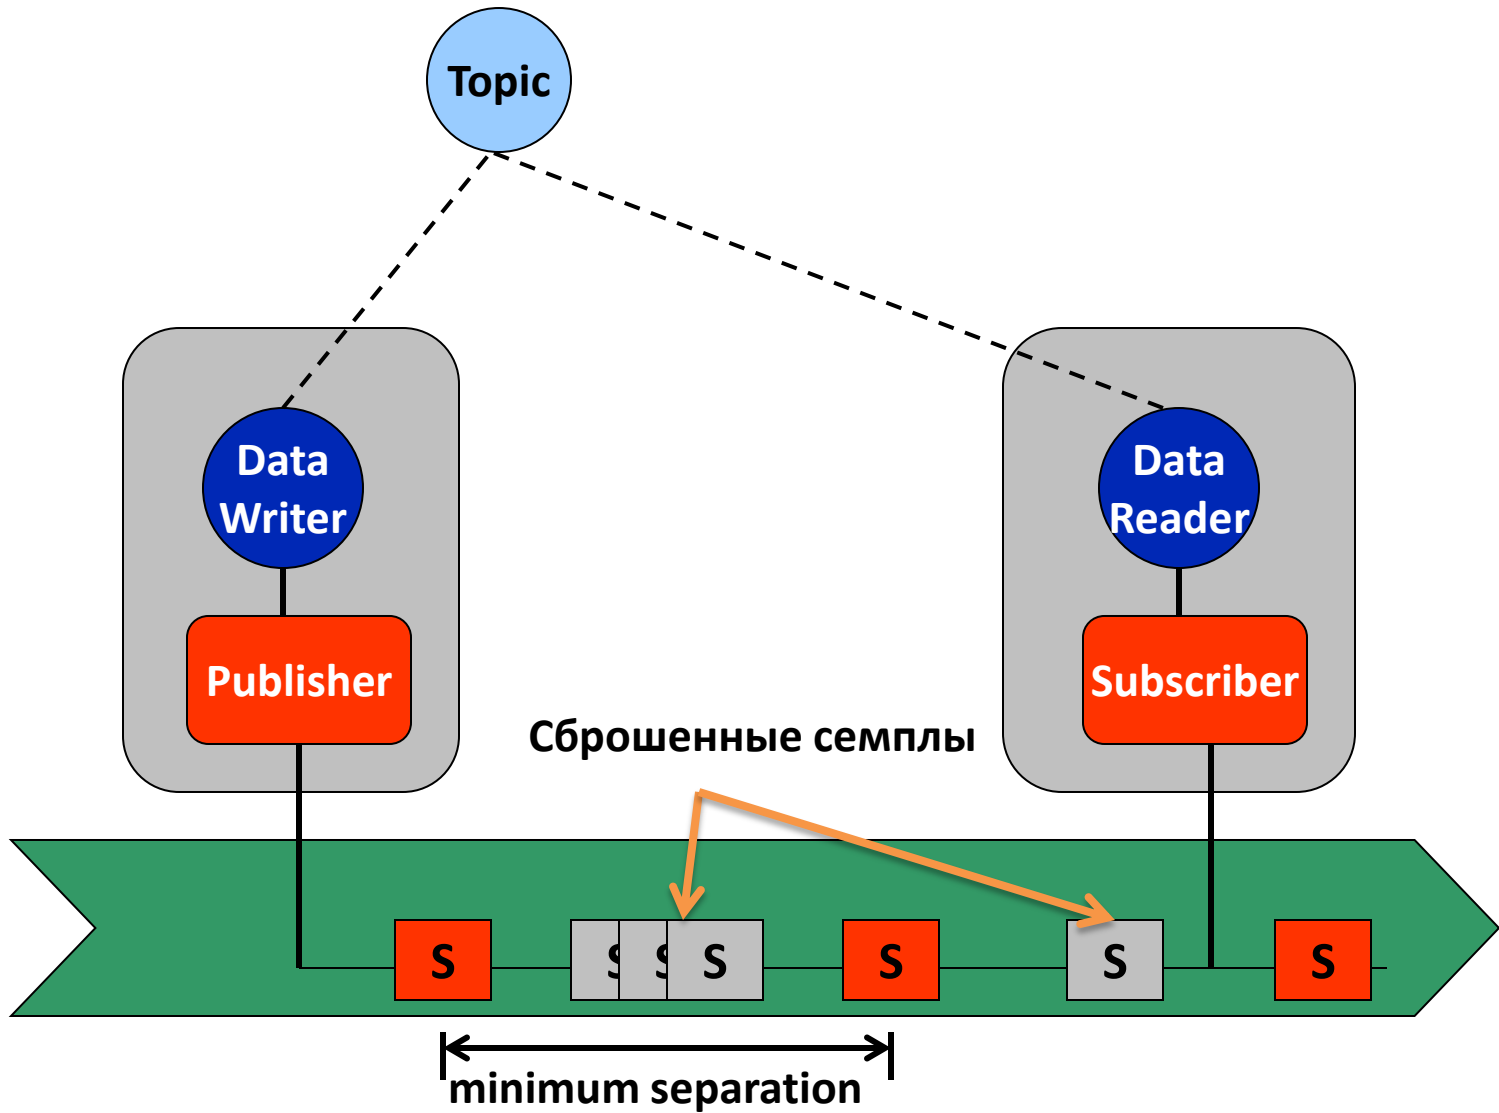 Topic
Data
Writer
Data
Reader
Publisher
Subscriber
Сброшенные семплы
S S S S S S S
minimum separation